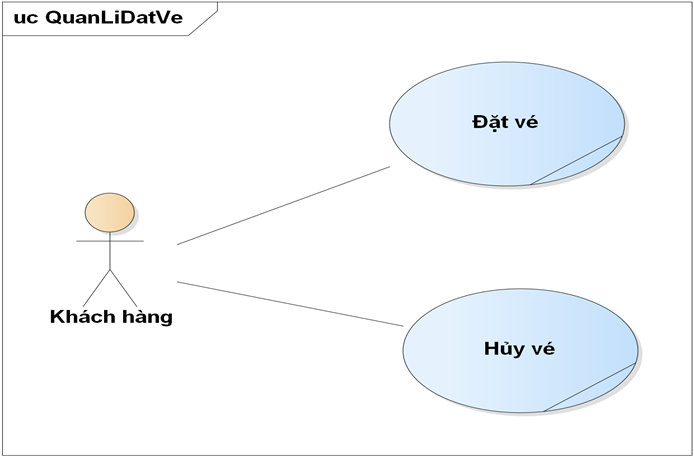 uc QuanLiDatVe
Đặt vé
Khách hàng
Hủy vé